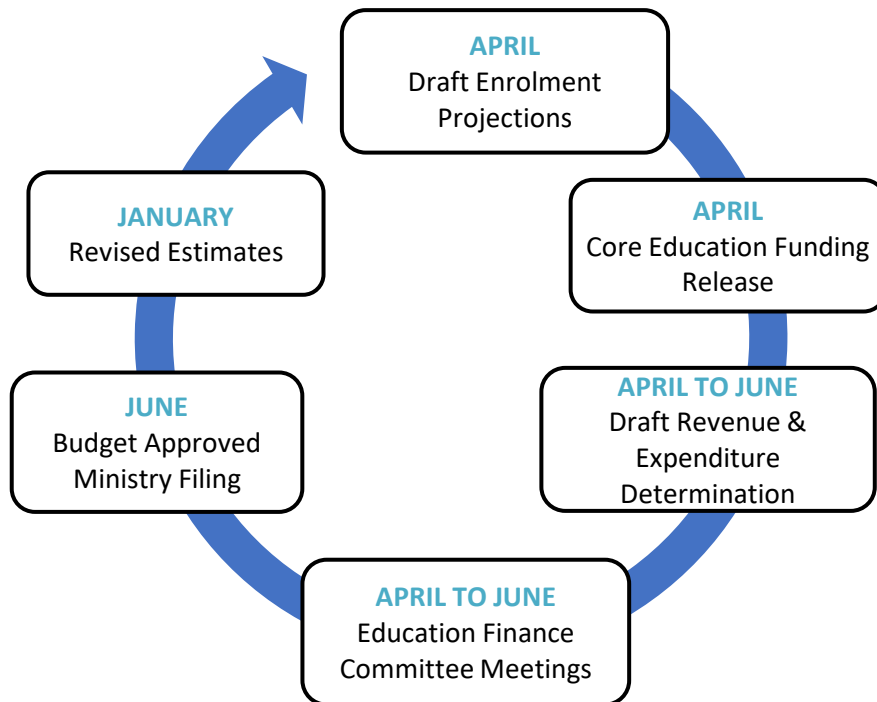 APRIL
Draft Enrolment
Projections
APRIL
Core Education Funding
Release
APRIL TO JUNE
Draft Revenue &
Expenditure
Determination
APRIL TO JUNE
Education Finance
Committee Meetings
JUNE
Budget Approved
Ministry Filing
JANUARY
Revised Estimates